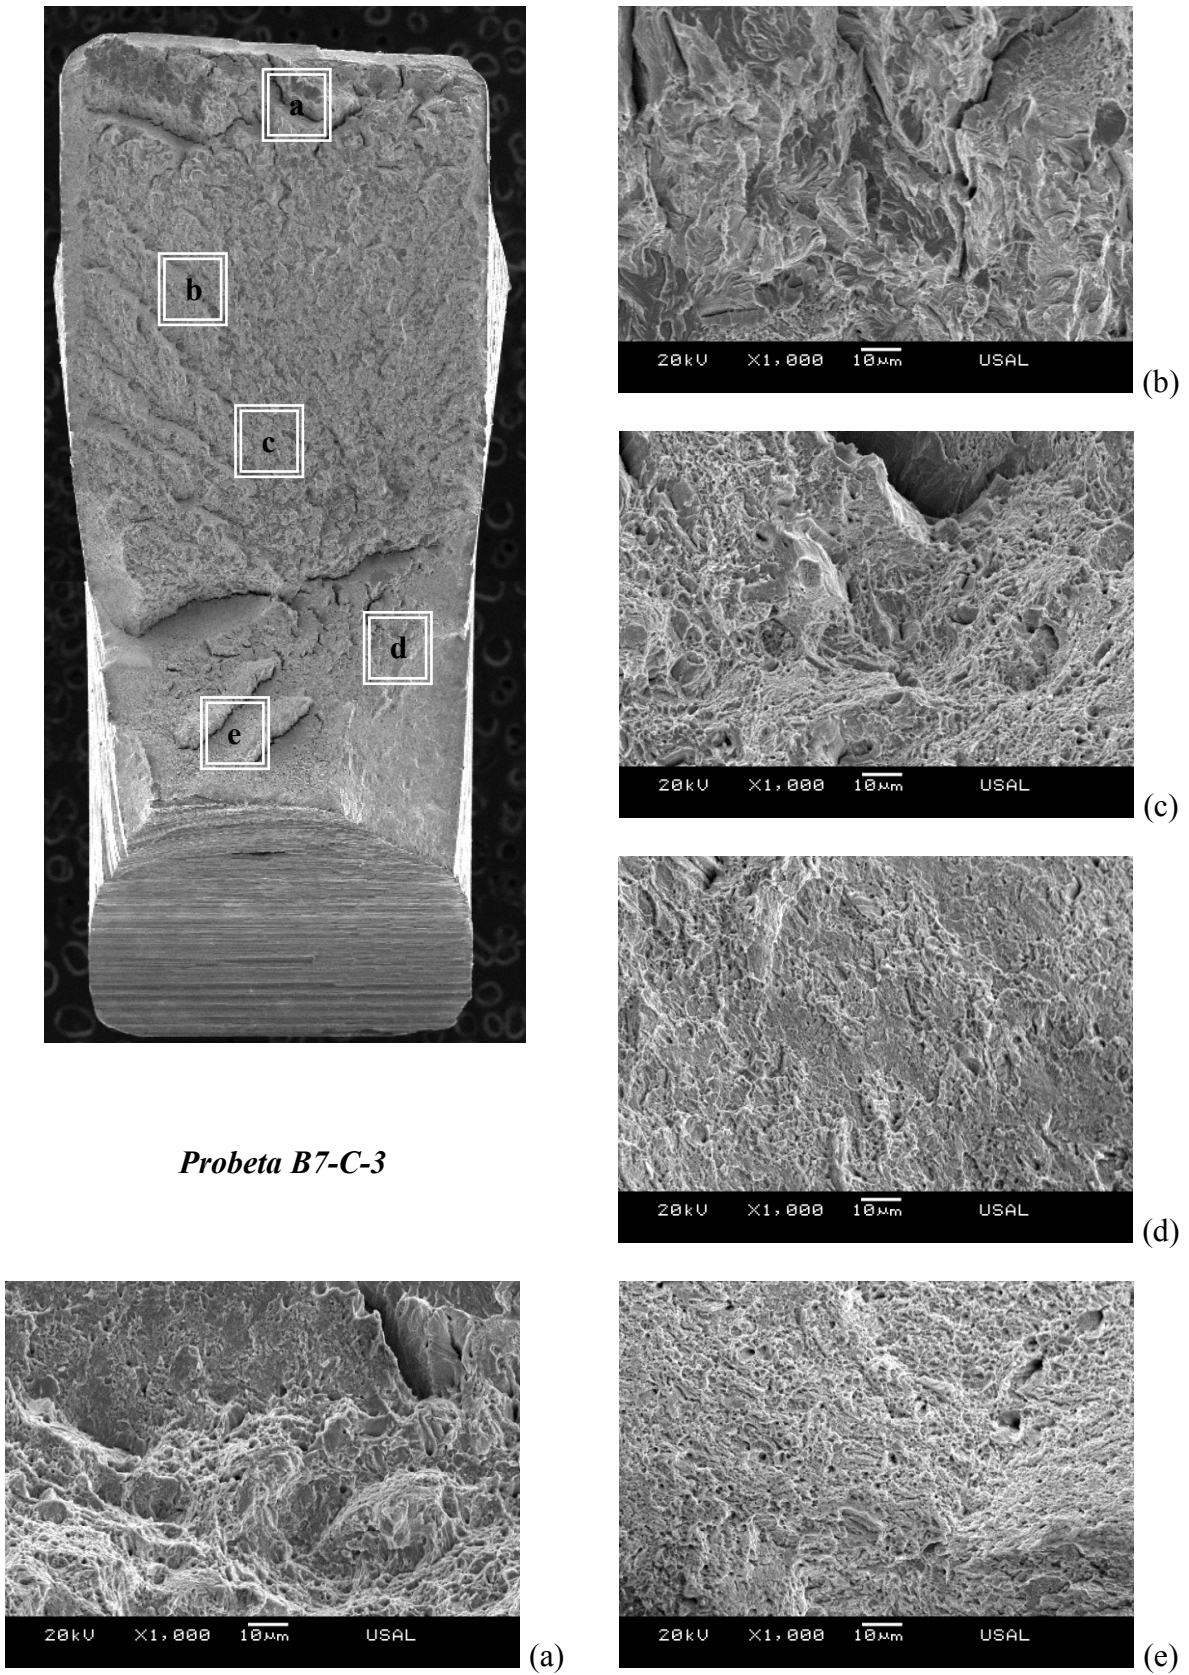 a
b
c
d
e
20kV X1,000 10µm USAL
(b)
20kV X1,000 10µm USAL
(c)
20kV X1,000 10µm USAL
(d)
Probeta B7-C-3
20kV X1,000 10µm USAL
(a)
20kV X1,000 10µm USAL
(e)